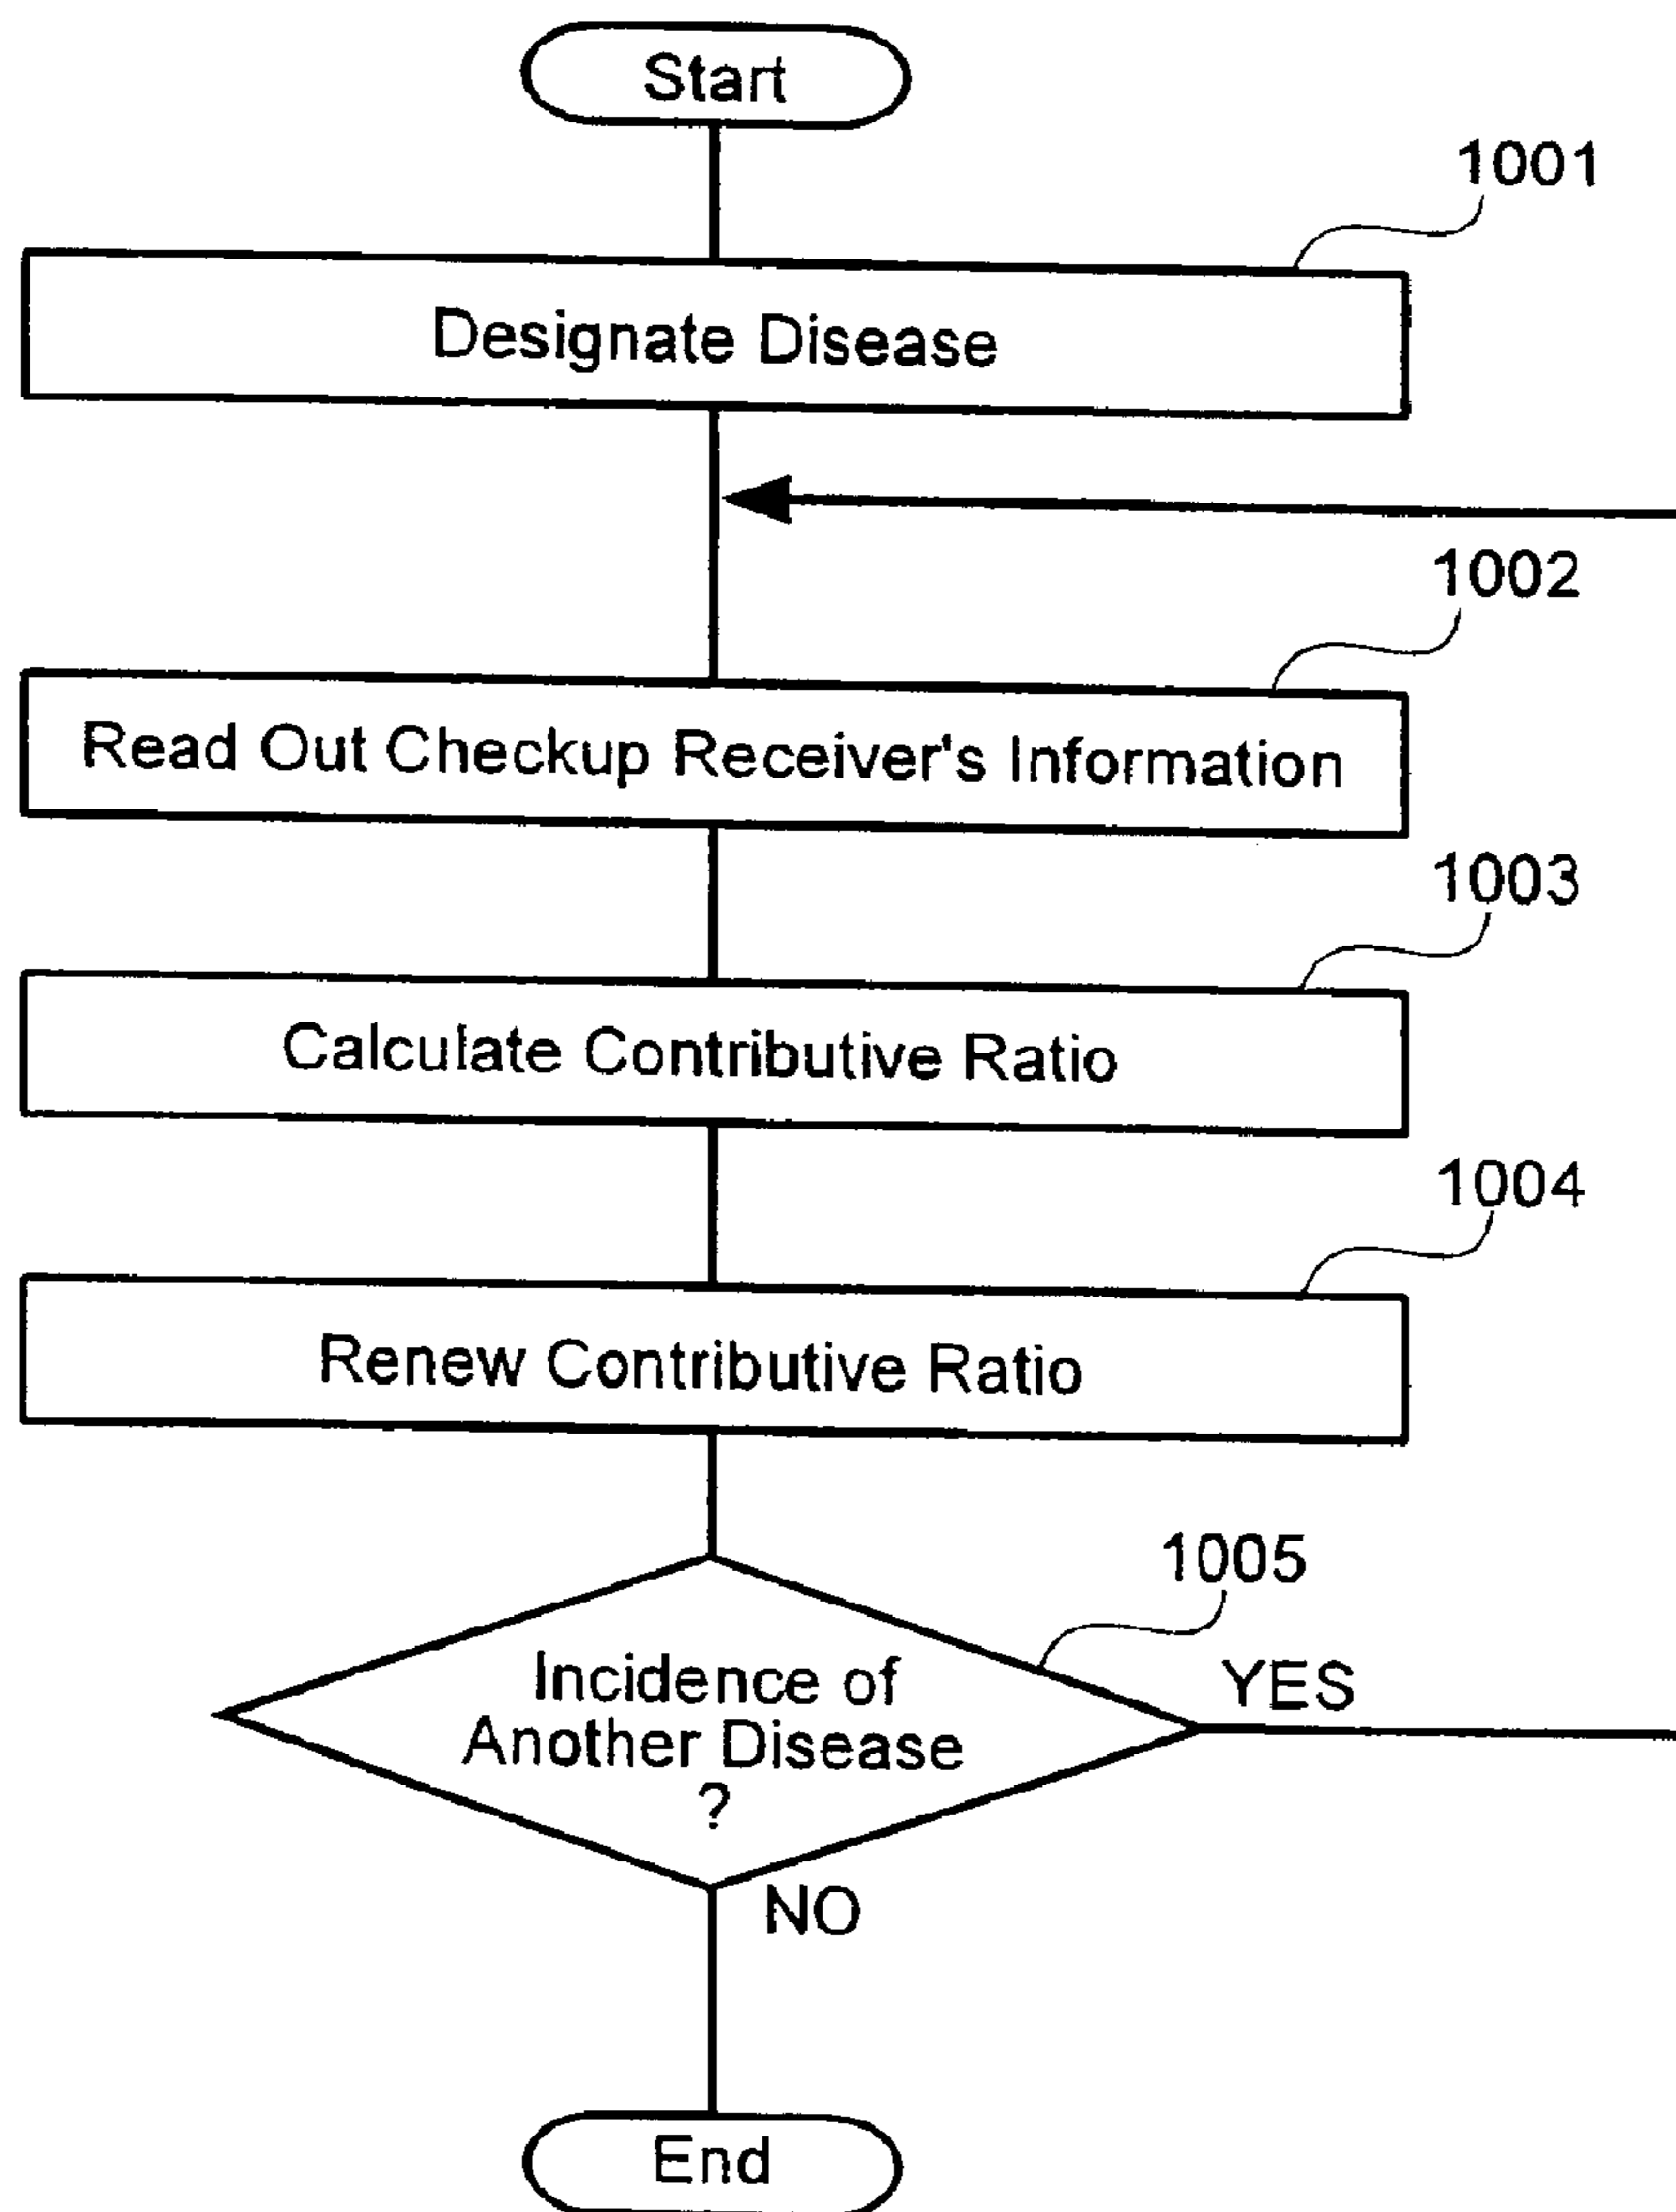 Start
1001
Designate Disease
1002
Read Out Checkup Receiver's Information
1003
Calculate Contributive Ratio
1004
Renew Contributive Ratio
1005
Incidence of
Another Disease
?
YES
NO
End